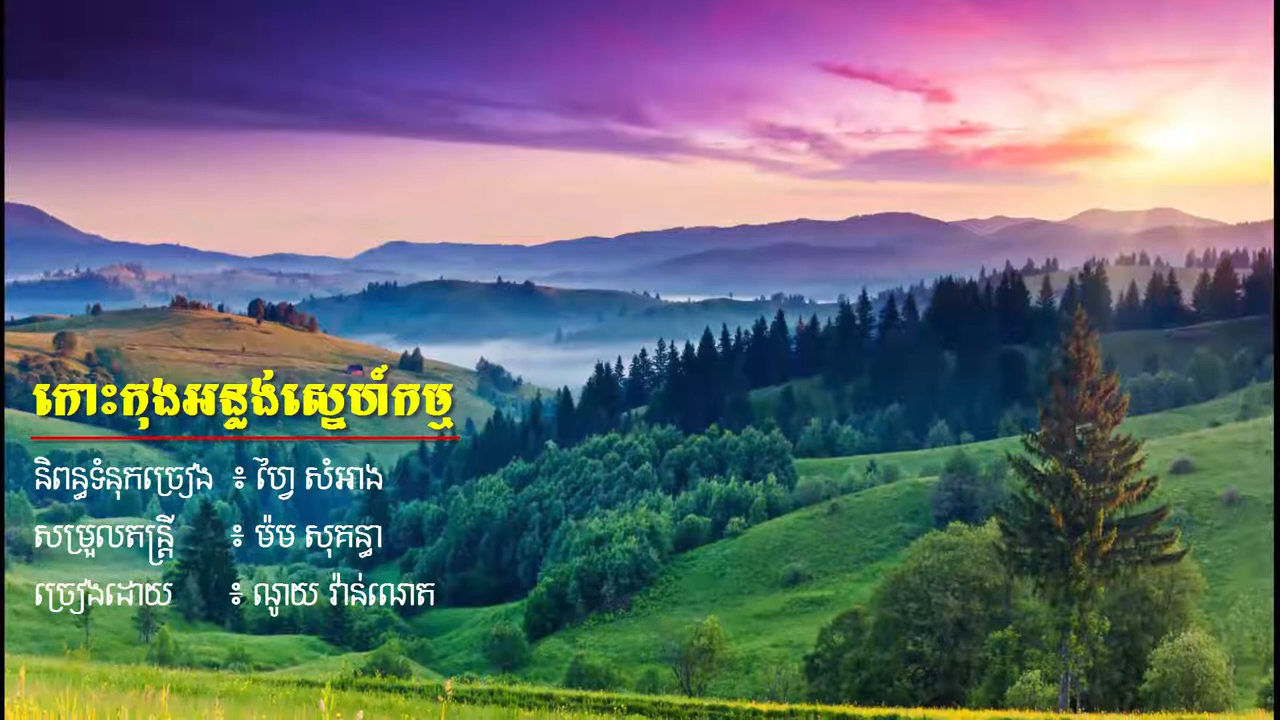 កោះកុងអន្លង់ស្នេហ៍កម្ម
និពន្ធទំនុកច្រៀង ៖ ហ្វៃ សំអាង
សម្រួលតន្ត្រី ៖ ម៉ម សុគន្ធា
ច្រៀងដោយ ៖ ណូយ វ៉ាន់ណេត